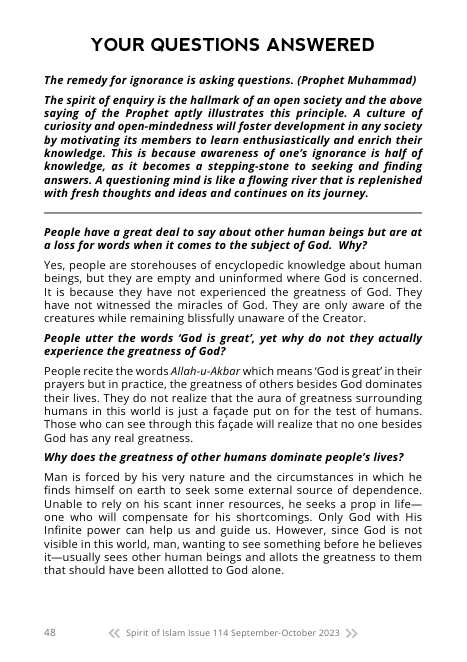 YOUR QUESTIONS ANSWERED
The remedy for ignorance is asking questions. (Prophet Muhammad)
The spirit of enquiry is the hallmark of an open society and the above
saying of the Prophet aptly illustrates this principle. A culture of
curiosity and open-mindedness will foster development in any society
by motivating its members to learn enthusiastically and enrich their
knowledge. This is because awareness of one’s ignorance is half of
knowledge, as it becomes a stepping-stone to seeking and finding
answers. A questioning mind is like a flowing river that is replenished
with fresh thoughts and ideas and continues on its journey.
People have a great deal to say about other human beings but are at
a loss for words when it comes to the subject of God. Why?
Yes, people are storehouses of encyclopedic knowledge about human
beings, but they are empty and uninformed where God is concerned.
It is because they have not experienced the greatness of God. They
have not witnessed the miracles of God. They are only aware of the
creatures while remaining blissfully unaware of the Creator.
People utter the words ‘God is great’, yet why do not they actually
experience the greatness of God?
People recite the words Allah-u-Akbar which means ‘God is great’ in their
prayers but in practice, the greatness of others besides God dominates
their lives. They do not realize that the aura of greatness surrounding
humans in this world is just a façade put on for the test of humans.
Those who can see through this façade will realize that no one besides
God has any real greatness.
Why does the greatness of other humans dominate people’s lives?
Man is forced by his very nature and the circumstances in which he
finds himself on earth to seek some external source of dependence.
Unable to rely on his scant inner resources, he seeks a prop in life—
one who will compensate for his shortcomings. Only God with His
Infinite power can help us and guide us. However, since God is not
visible in this world, man, wanting to see something before he believes
it—usually sees other human beings and allots the greatness to them
that should have been allotted to God alone.
48 Spirit of Islam Issue 114 September-October 2023